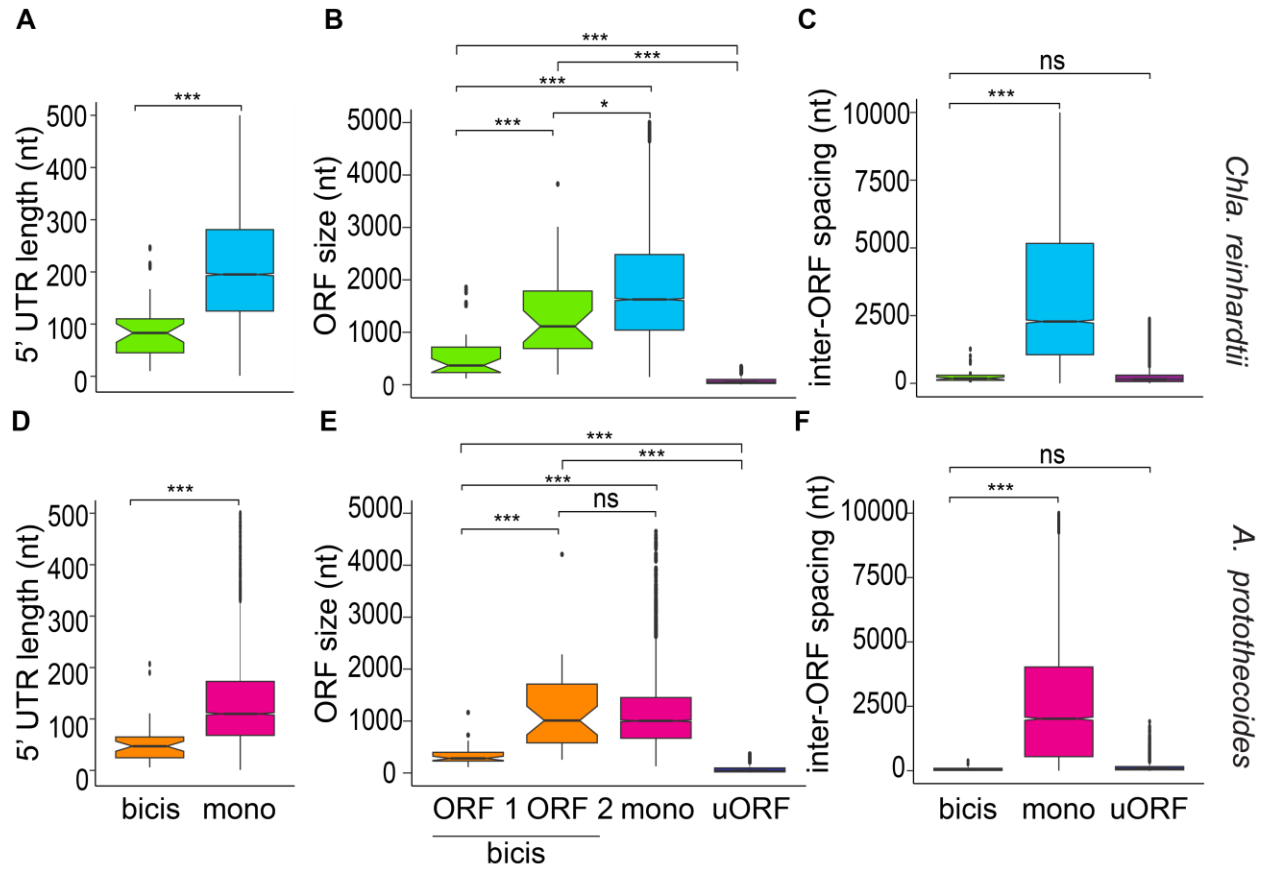 A
B
C
***
***
***
***
***
*
ns
***
5' UTR length (nt)
500
400
300
200
100
0
ORF size (nt)
5000
4000
3000
2000
1000
0
inter-ORF spacing (nt)
10000
7500
5000
2500
0
Chla. reinhardtii
D
E
F
***
***
***
***
ns
***
ns
***
5' UTR length (nt)
500
400
300
200
100
0
bicis mono
ORF size (nt)
5000
4000
3000
2000
1000
0
ORF 1 ORF 2 mono uORF
bicis
inter-ORF spacing (nt)
10000
7500
5000
2500
0
bicis mono uORF
A. protothecoides